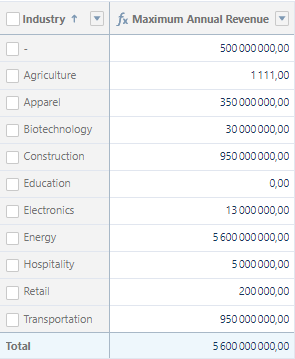 Industry ↑ fx Maximum Annual Revenue
- 500 000 000,00
Agriculture 1 111,00
Apparel 350 000 000,00
Biotechnology 30 000 000,00
Construction 950 000 000,00
Education 0,00
Electronics 13 000 000,00
Energy 5 600 000 000,00
Hospitality 5 000 000,00
Retail 200 000,00
Transportation 950 000 000,00
Total 5 600 000 000,00